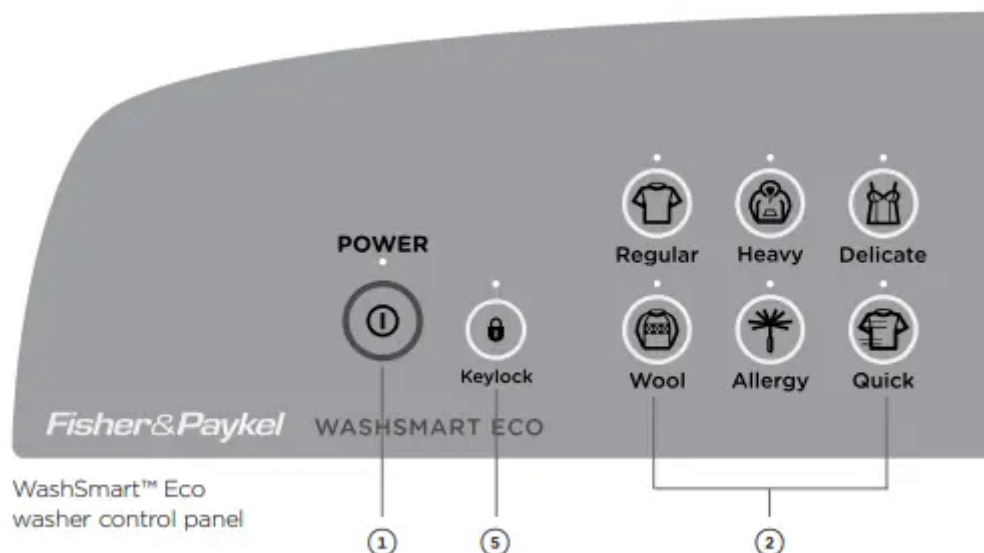 POWER
Regular Heavy Delicate
Keylock
Wool Allergy Quick
Fisher&Paykel WASHSMART ECO
WashSmart™ Eco
washer control panel
1 5 2